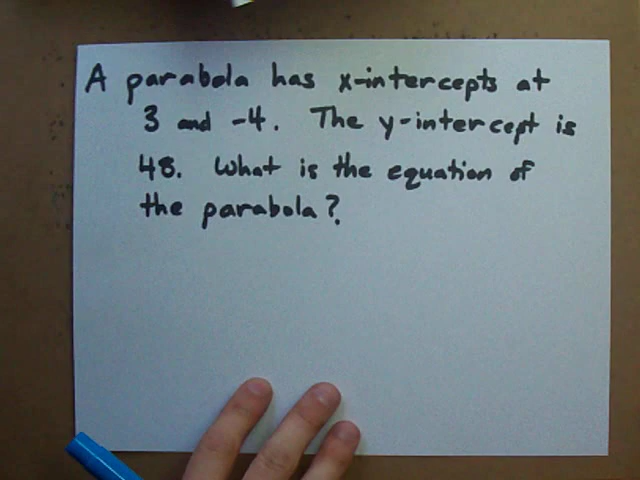 A parabola has x-intercepts at
3 and -4. The y-intercept is
48. What is the equation of
the parabola?